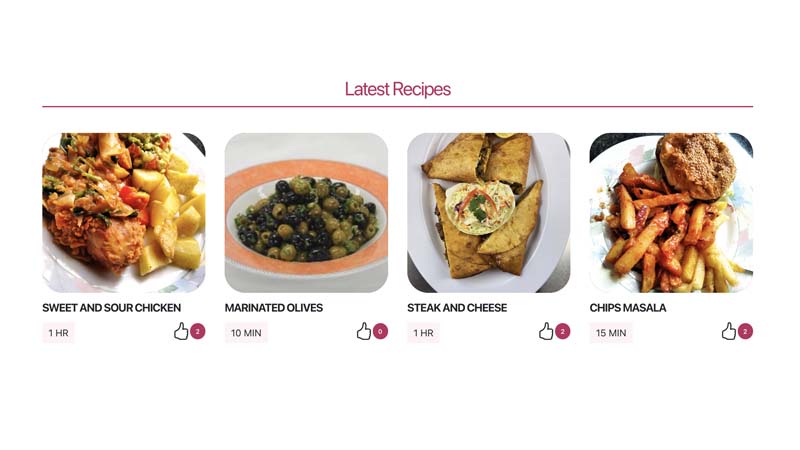 Latest Recipes
SWEET AND SOUR CHICKEN
1 HR
2
MARINATED OLIVES
10 MIN
0
STEAK AND CHEESE
1 HR
2
CHIPS MASALA
15 MIN
2